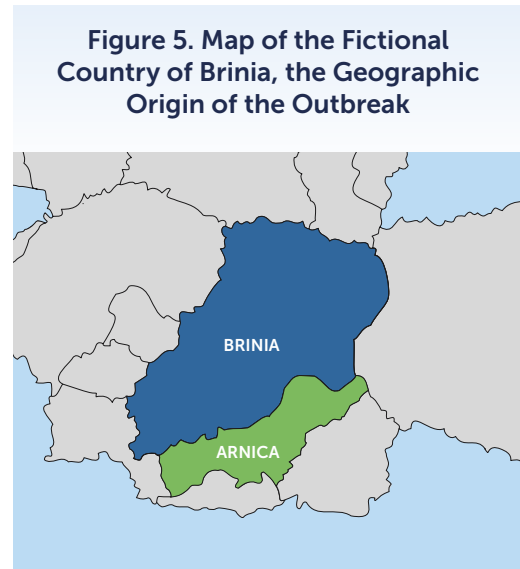 Figure 5. Map of the Fictional
Country of Brinia, the Geographic
Origin of the Outbreak
BRINIA
ARNICA